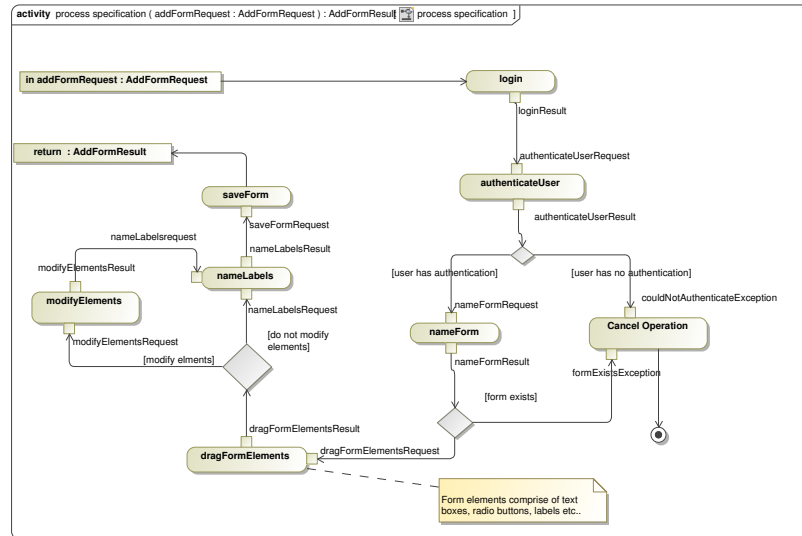 activity process specification ( addFormRequest : AddFormRequest ) : AddFormResult[ process specification ]
in addFormRequest : AddFormRequest
login
loginResult
return : AddFormResult
authenticateUserRequest
authenticateUser
saveForm
authenticateUserResult
saveFormRequest
nameLabelsrequest
nameLabelsResult
modifyElementsResult
nameLabels
[user has authentication]
[user has no authentication]
couldNotAuthenticateException
modifyElements
nameFormRequest
nameLabelsRequest
nameForm
Cancel Operation
modifyElementsRequest
[do not modify
elements]
[modify elments]
nameFormResult
formExistsException
[form exists]
dragFormElementsResult
dragFormElementsRequest
dragFormElements
Form elements comprise of text
boxes, radio buttons, labels etc..